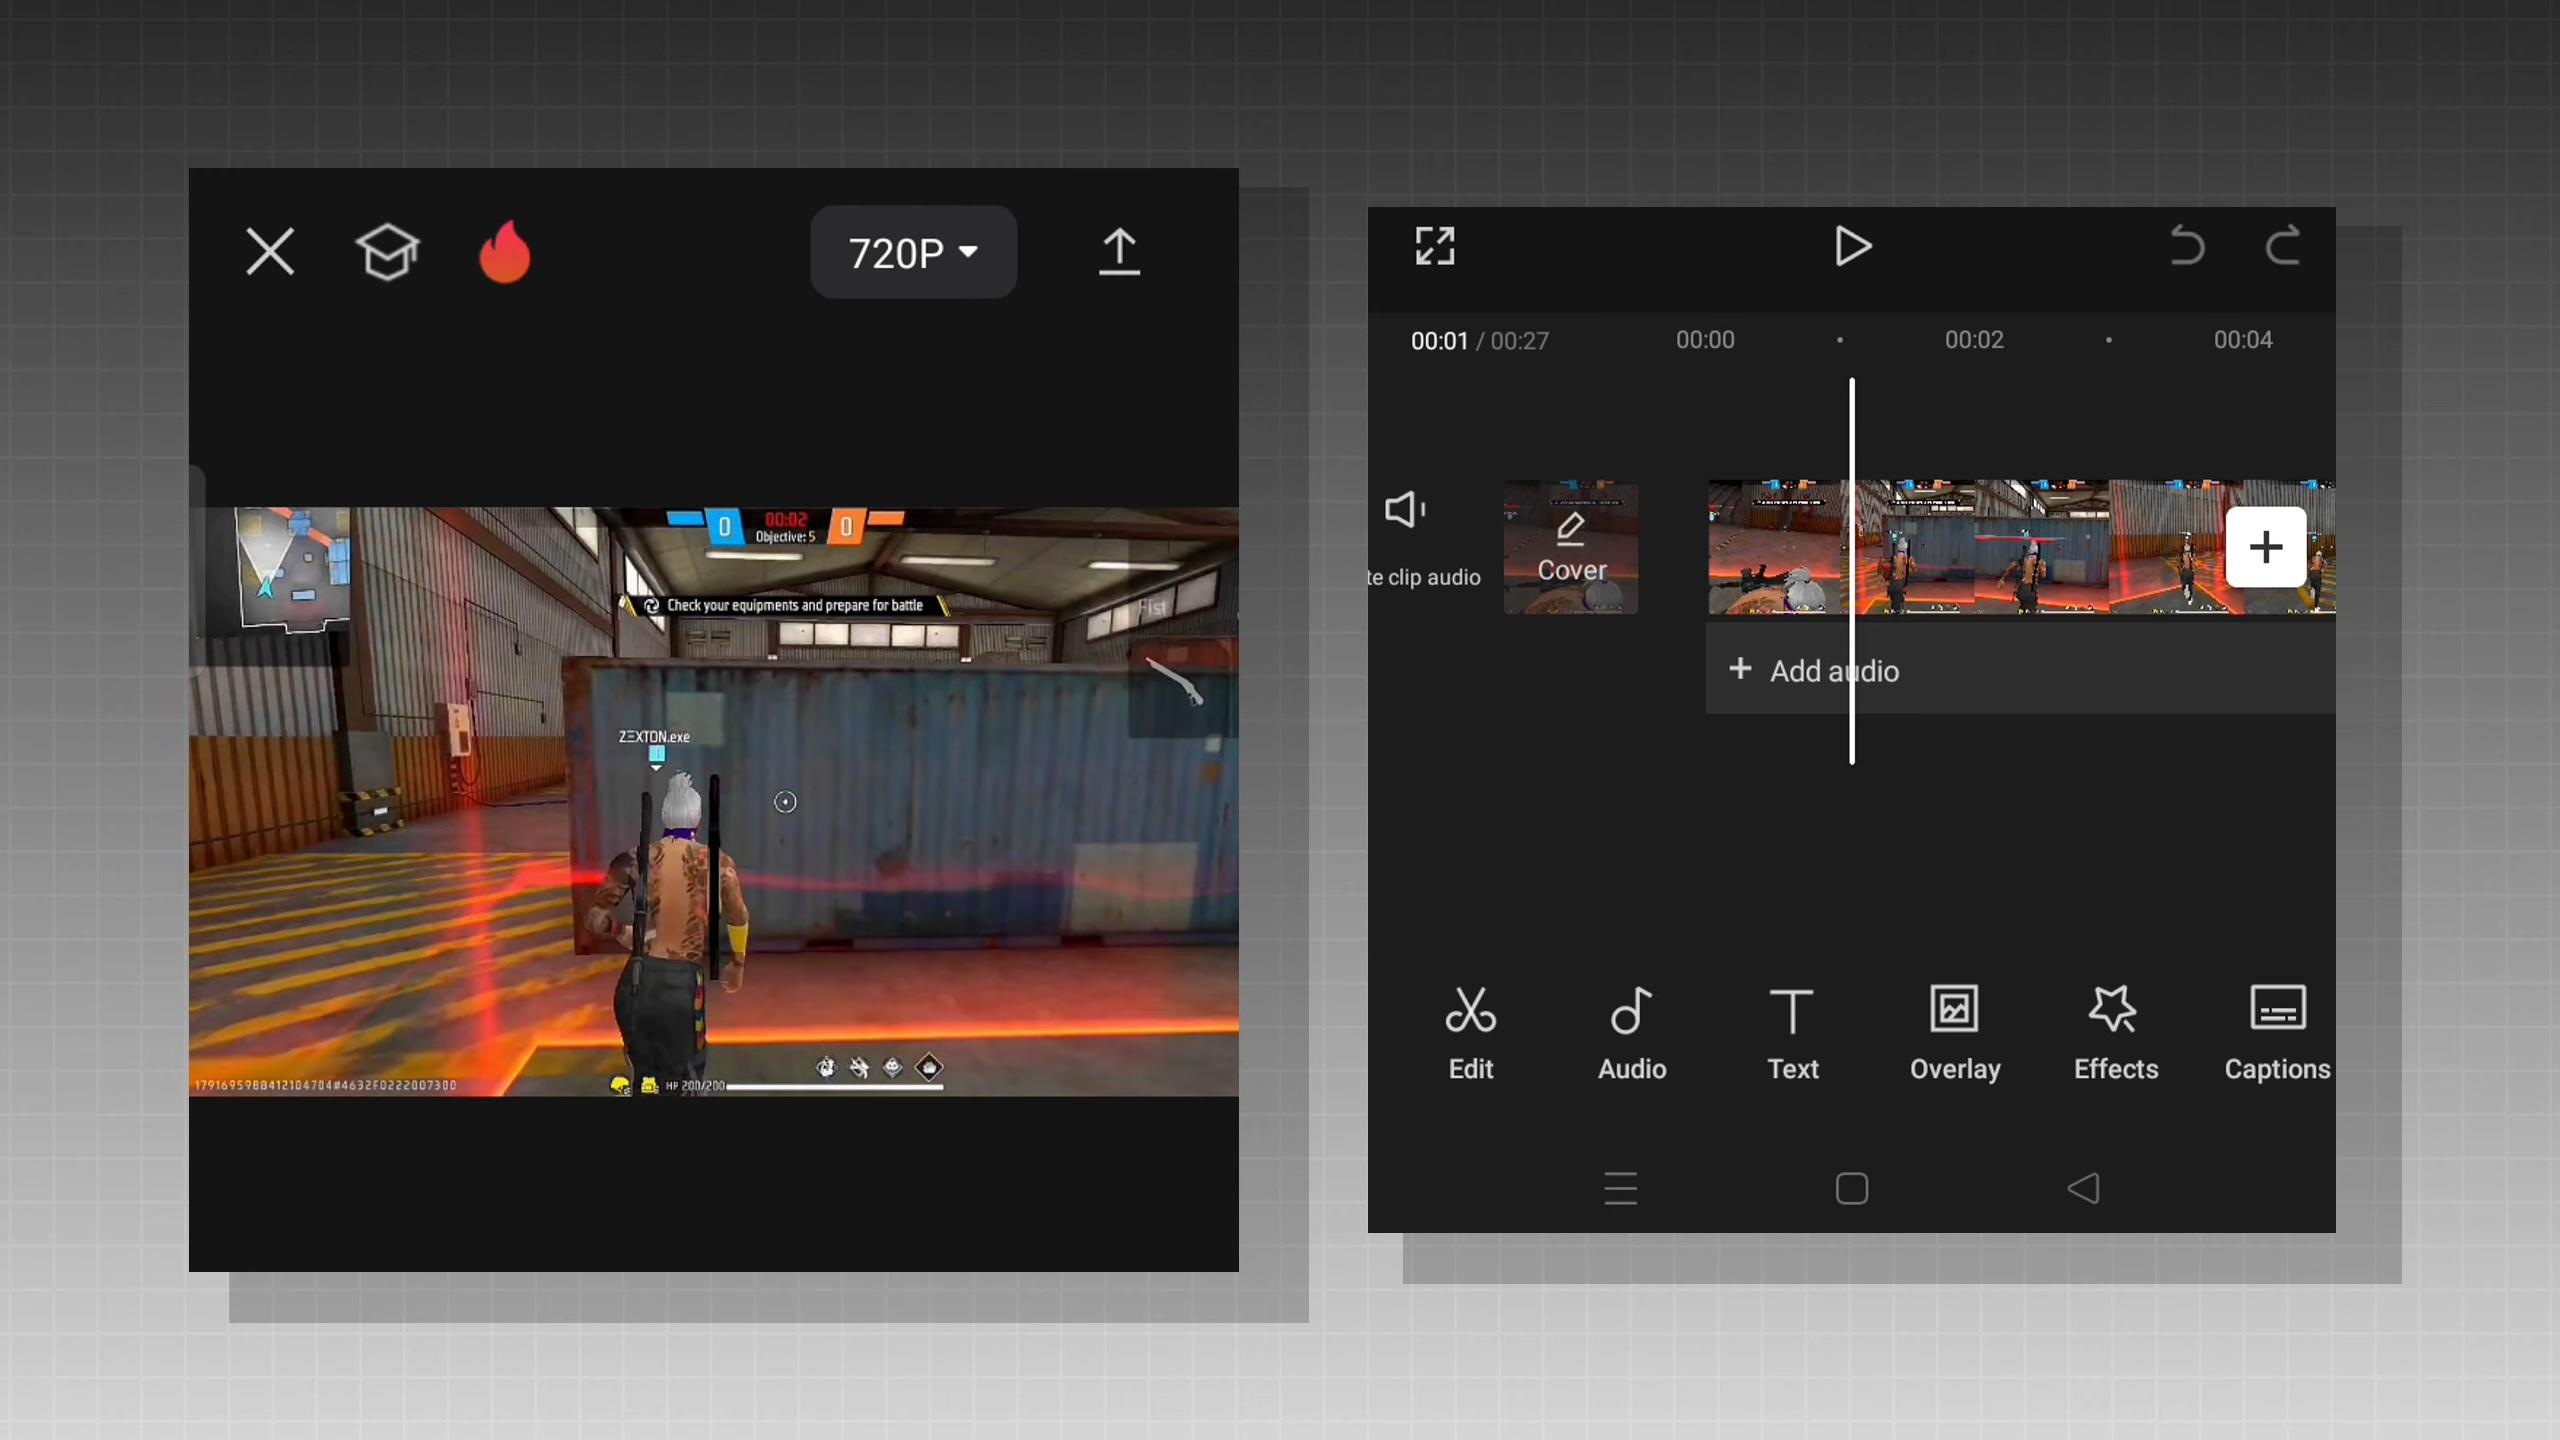 720P
0
00:02
0
Objective: 5
Check your equipments and prepare for battle
Fist
ZΞXTON.exe
HP 200/200
00:01 / 00:27
00:00
00:02
00:04
te clip audio
Cover
+ Add audio
Edit
Audio
Text
Overlay
Effects
Captions